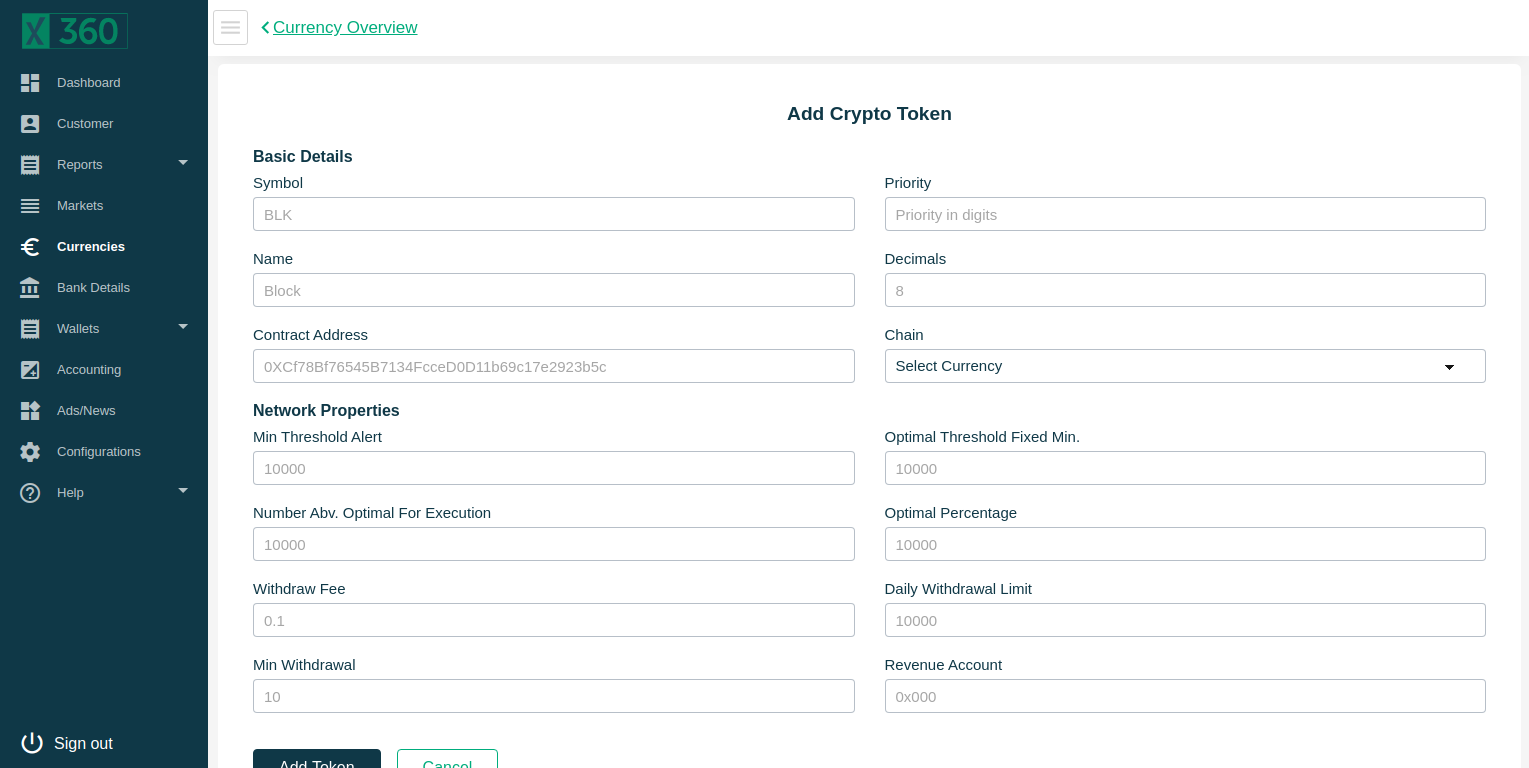 X 360
Currency Overview
Dashboard
Customer
Reports
Markets
Currencies
Bank Details
Wallets
Accounting
Ads/News
Configurations
Help
Sign out
Add Crypto Token
Basic Details
Symbol
BLK
Priority
Priority in digits
Name
Block
Decimals
8
Contract Address
0XCf78Bf76545B7134FcceD0D11b69c17e2923b5c
Chain
Select Currency
Network Properties
Min Threshold Alert
10000
Optimal Threshold Fixed Min.
10000
Number Abv. Optimal For Execution
10000
Optimal Percentage
10000
Withdraw Fee
0.1
Daily Withdrawal Limit
10000
Min Withdrawal
10
Revenue Account
0x000
Add Token
Cancel